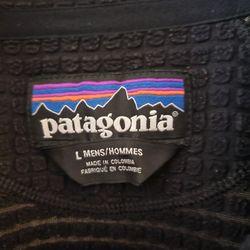 patagonia®
L MENS/HOMMES
MADE IN COLOMBIA
FABRIQUÉ EN COLOMBIE